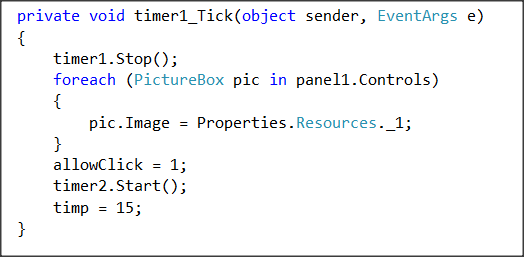 private void timer1_Tick(object sender, EventArgs e)
{
    timer1.Stop();
    foreach (PictureBox pic in panel1.Controls)
    {
        pic.Image = Properties.Resources._1;
    }
    allowClick = 1;
    timer2.Start();
    timp = 15;
}